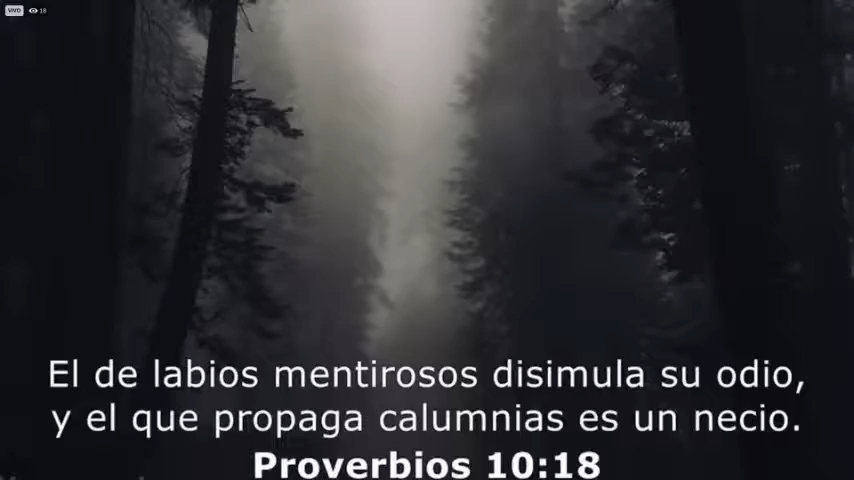 VIVO 18
El de labios mentirosos disimula su odio,
y el que propaga calumnias es un necio.
Proverbios 10:18